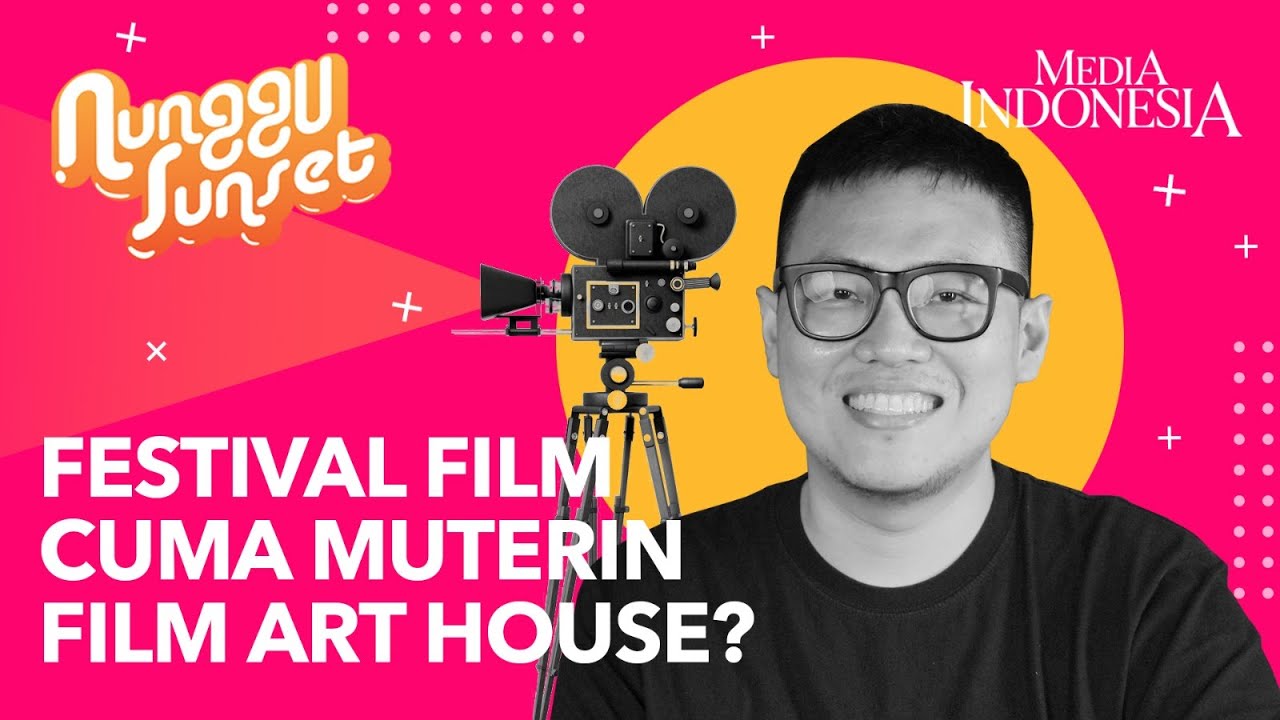 Nunggu
Sunset
MEDIA
INDONESIA
FESTIVAL FILM
CUMA MUTERIN
FILM ART HOUSE?